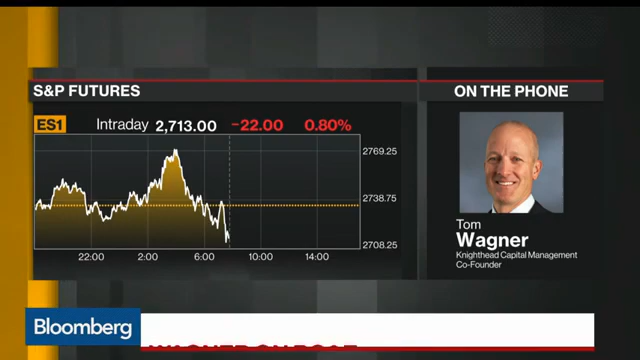 S&P FUTURES
ON THE PHONE
ES1 Intraday 2,713.00 -22.00 0.80%
2769.25
2738.75
2708.25
22:00 2:00 6:00 10:00 14:00
Tom
Wagner
Knighthead Capital Management
Co-Founder
Bloomberg